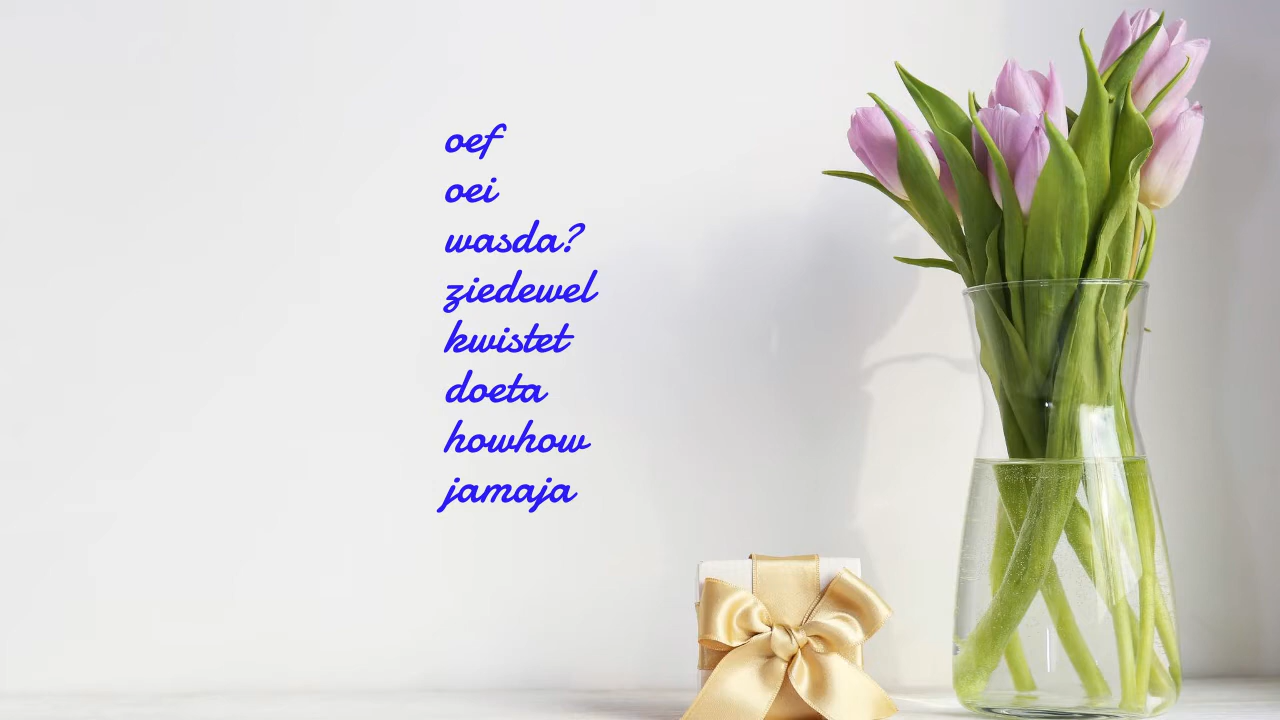 oef
oei
wasda?
ziedewel
kwistet
doeta
howhow
jamaja